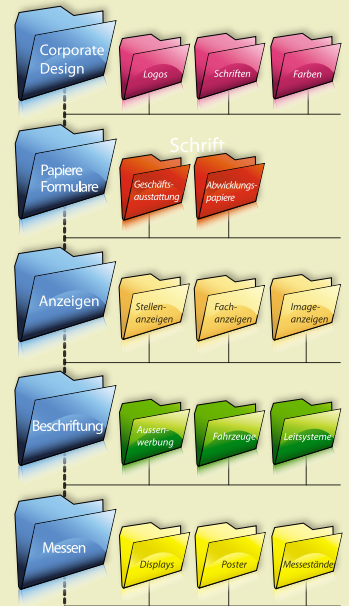 Corporate
Design
Logos
Schriften
Farben
Schrift
Papiere
Formulare
Geschäfts-
ausstattung
Abwicklungs-
papiere
Anzeigen
Stellen-
anzeigen
Fach-
anzeigen
Image-
anzeigen
Beschriftung
Aussen-
werbung
Fahrzeuge
Leitsysteme
Messen
Displays
Poster
Messestände